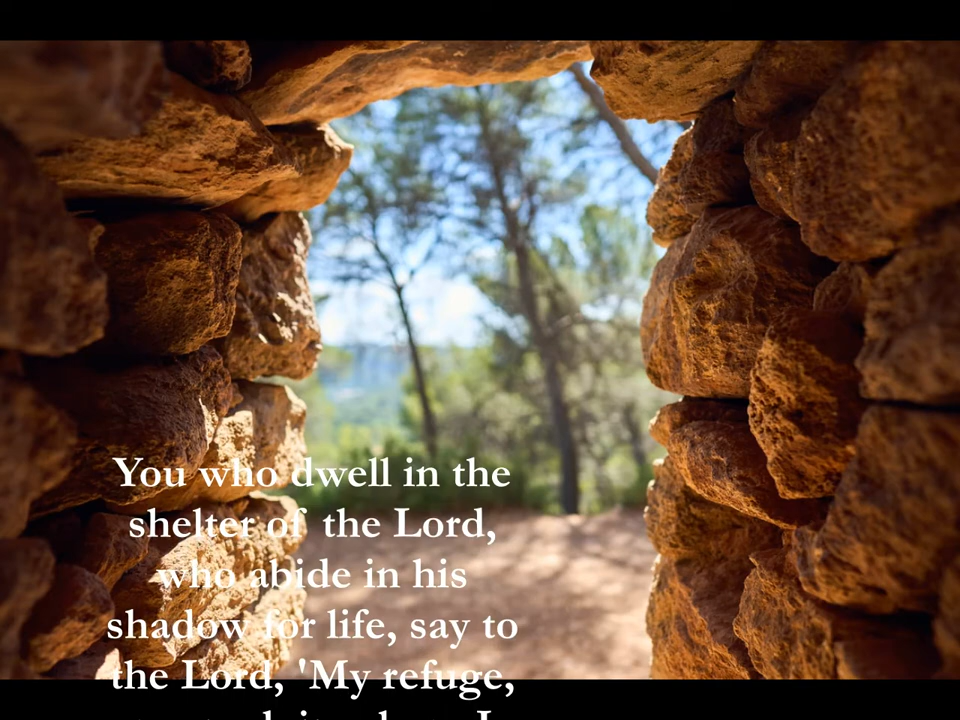 You who dwell in the
shelter of the Lord,
who abide in his
shadow for life, say to
the Lord, 'My refuge,